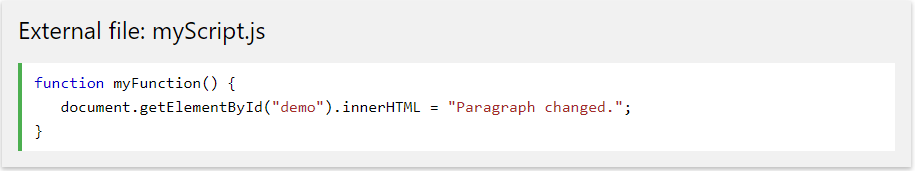 External file: myScript.js
function myFunction() {
   document.getElementById("demo").innerHTML = "Paragraph changed.";
}